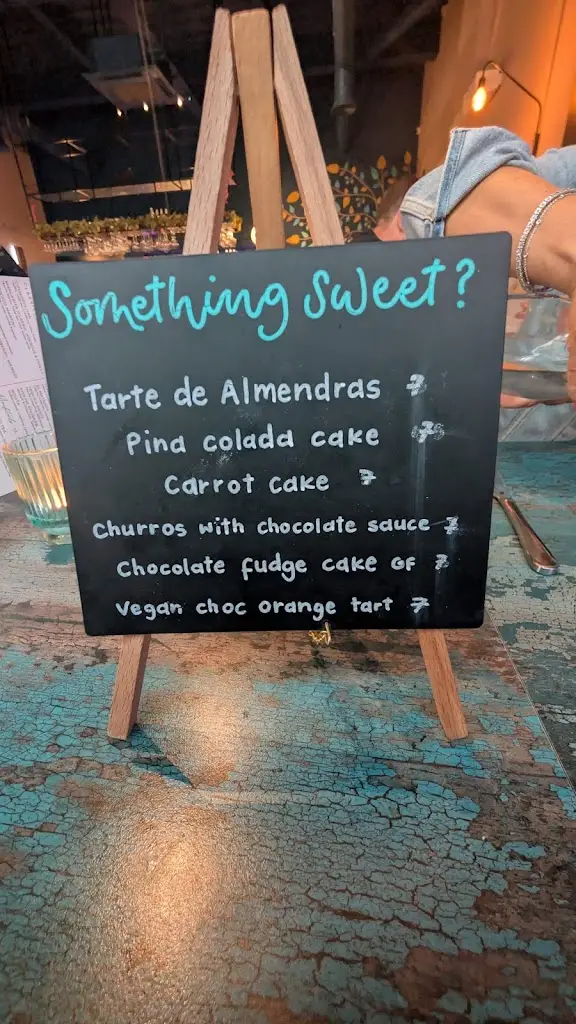 Something Sweet?
Tarte de Almendras 7
Pina colada cake
Carrot cake 7
Churros with chocolate sauce 7
Chocolate fudge cake GF 7
Vegan choc orange tart 7